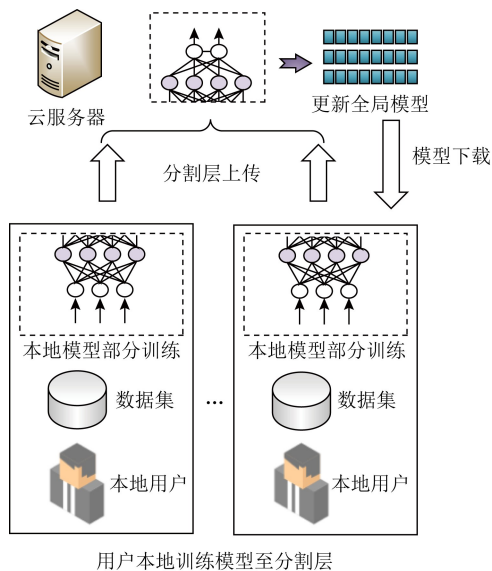 云服务器
更新全局模型
模型下载
分割层上传
本地模型部分训练
本地模型部分训练
数据集
...
数据集
本地用户
本地用户
用户本地训练模型至分割层